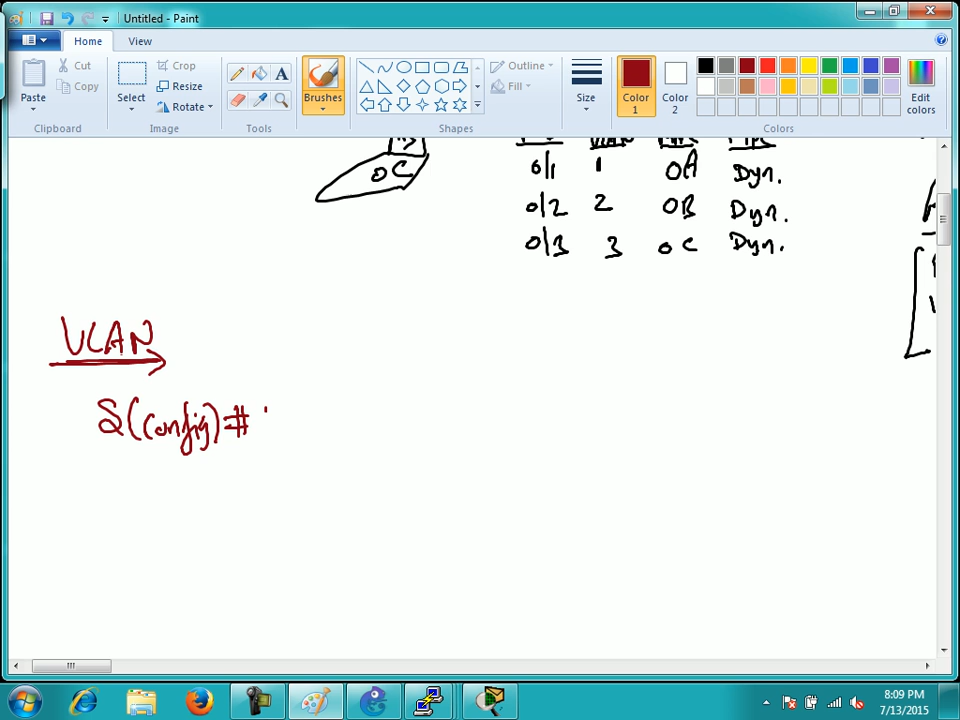 Untitled - Paint
Home View
Paste
Cut
Copy
Clipboard
Select
Crop
Resize
Rotate
Image
Tools
Brushes
Shapes
Outline
Fill
Size
Color 1
Color 2
Edit colors
Colors
0C
0/1 1 0A Dyn.
0/2 2 0B Dyn.
0/3 3 0C Dyn.
VLAN
S(Config)#
8:09 PM
7/13/2015